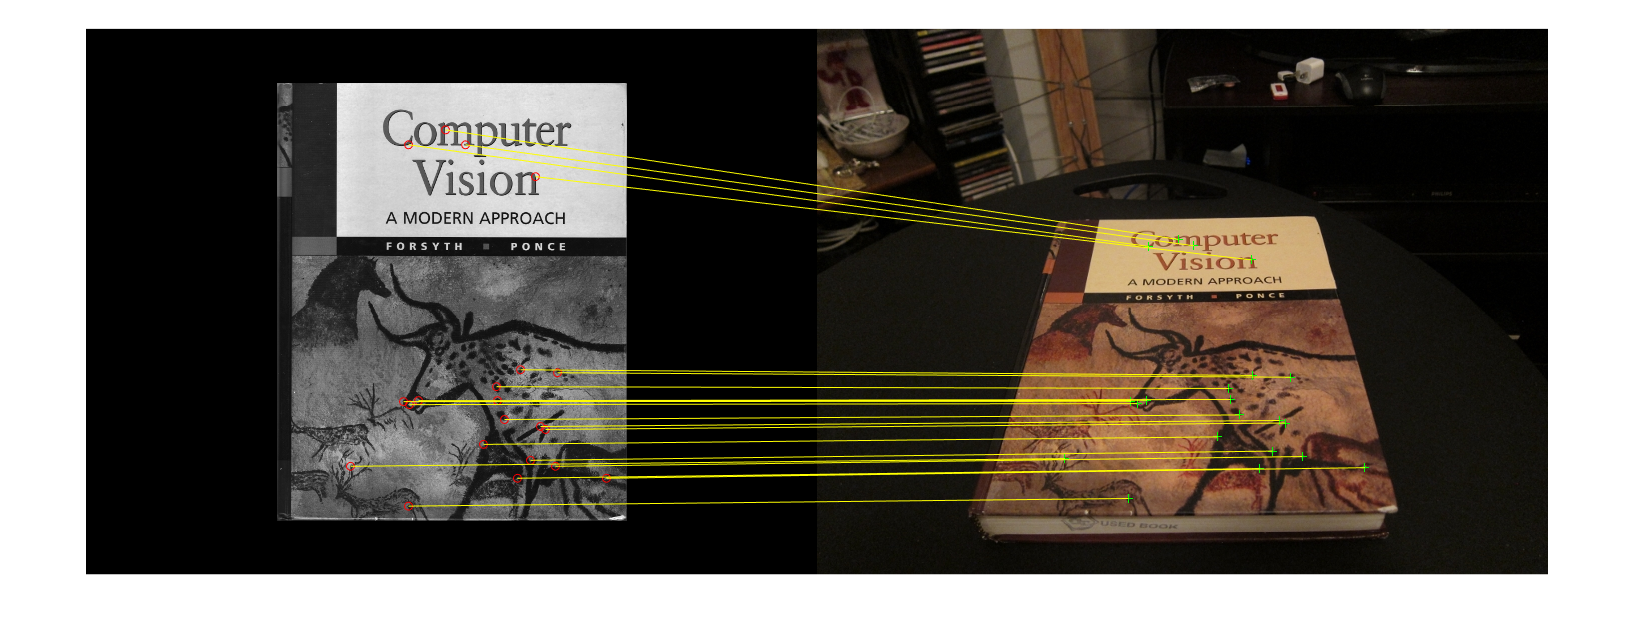 Computer
Vision
A MODERN APPROACH
FORSYTH PONCE
Computer
Vision
A MODERN APPROACH
FORSYTH PONCE
USED BOOK